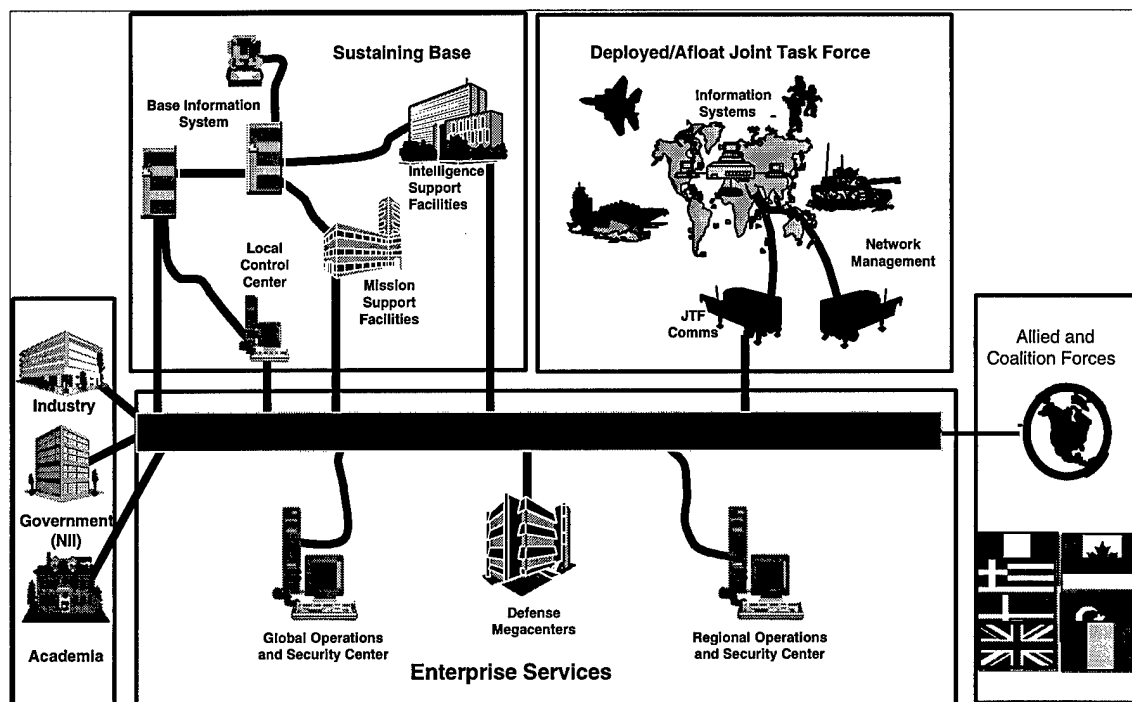 Sustaining Base
Base Information
System
Intelligence
Support
Facilities
Local
Control
Center
Mission
Support
Facilities
Deployed/Afloat Joint Task Force
Information
Systems
Network
Management
JTF
Comms
Industry
Government
(NII)
Academia
Allied and
Coalition Forces
Global Operations
and Security Center
Defense
Megacenters
Regional Operations
and Security Center
Enterprise Services